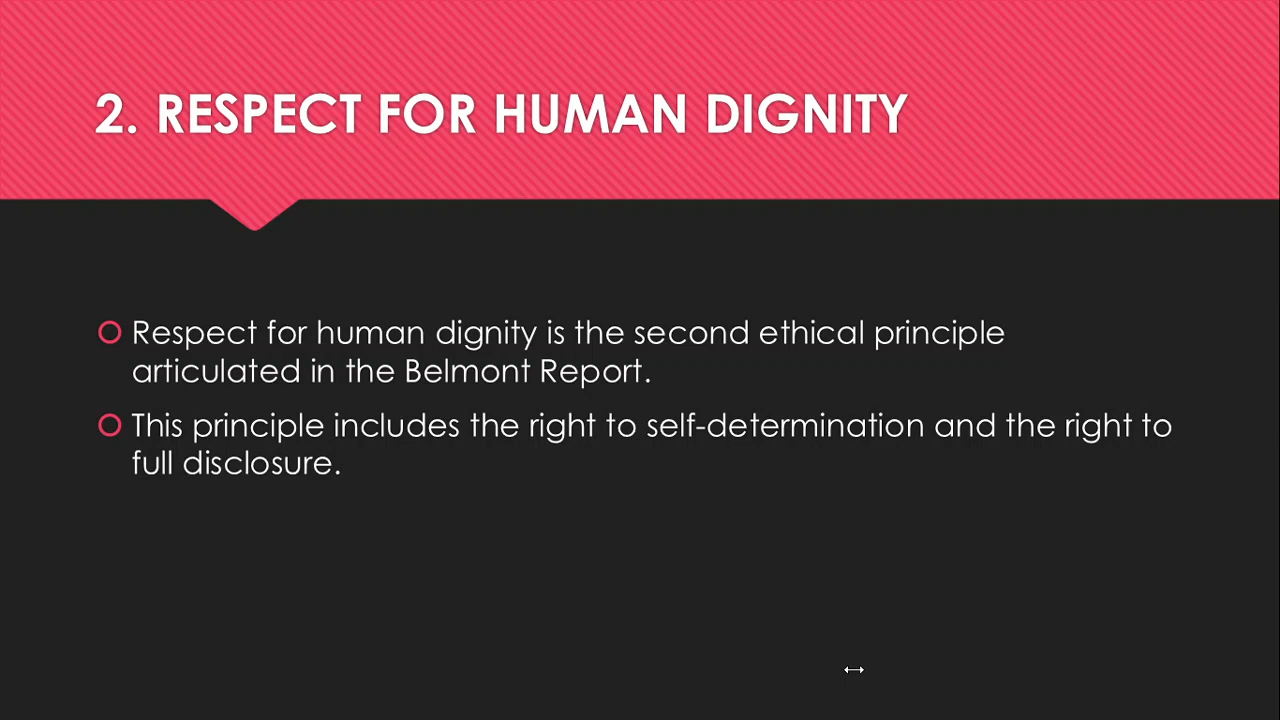 2. RESPECT FOR HUMAN DIGNITY
Respect for human dignity is the second ethical principle
articulated in the Belmont Report.
This principle includes the right to self-determination and the right to
full disclosure.